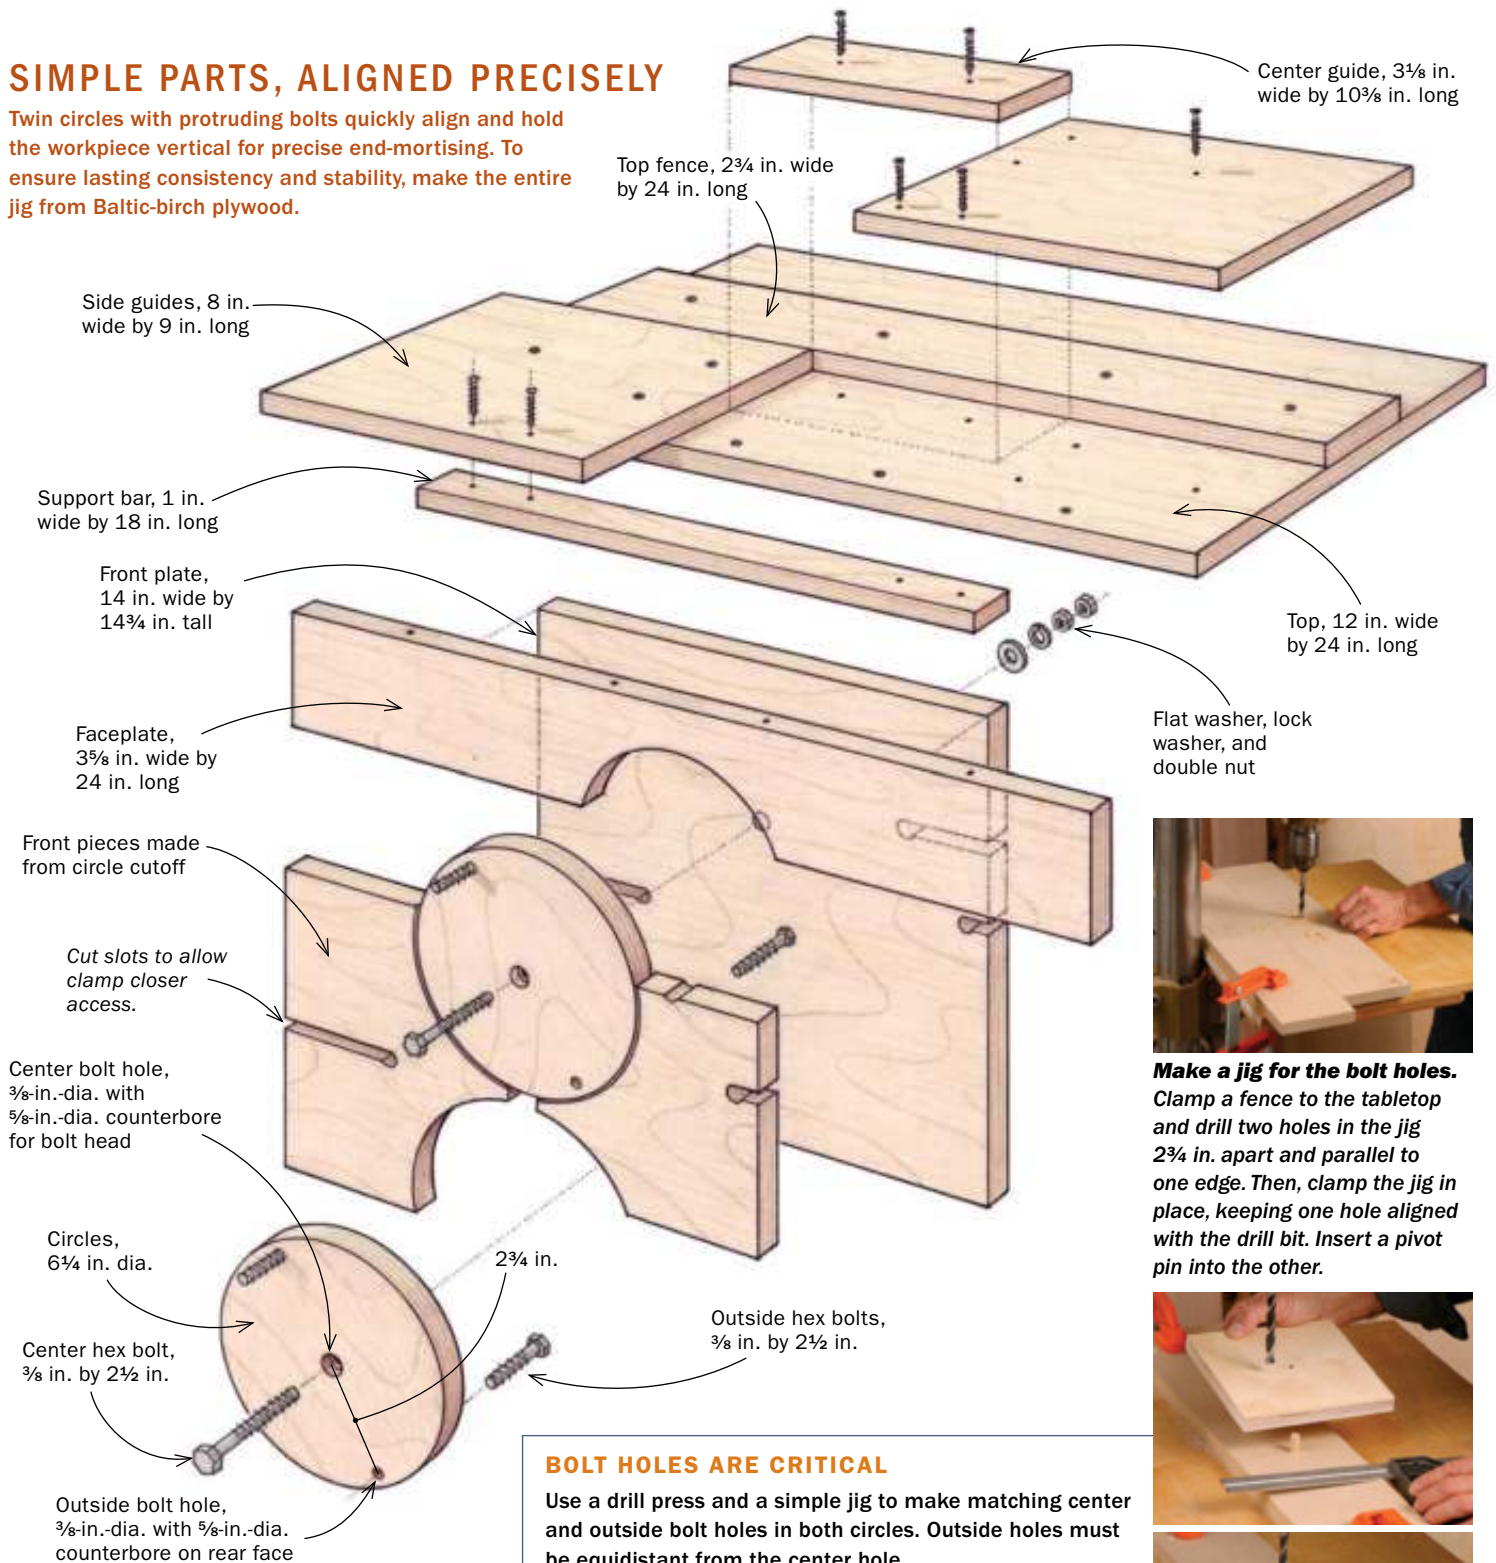 SIMPLE PARTS, ALIGNED PRECISELY
Twin circles with protruding bolts quickly align and hold
the workpiece vertical for precise end-mortising. To
ensure lasting consistency and stability, make the entire
jig from Baltic-birch plywood.
Center guide, 3⅛ in.
wide by 10⅜ in. long
Top fence, 2¾ in. wide
by 24 in. long
Side guides, 8 in.
wide by 9 in. long
Support bar, 1 in.
wide by 18 in. long
Front plate,
14 in. wide by
14¾ in. tall
Top, 12 in. wide
by 24 in. long
Flat washer, lock
washer, and
double nut
Faceplate,
3⅝ in. wide by
24 in. long
Front pieces made
from circle cutoff
Cut slots to allow
clamp closer
access.
Center bolt hole,
⅜-in.-dia. with
⅝-in.-dia. counterbore
for bolt head
Circles,
6¼ in. dia.
2¾ in.
Center hex bolt,
⅜ in. by 2½ in.
Outside hex bolts,
⅜ in. by 2½ in.
Outside bolt hole,
⅜-in.-dia. with ⅝-in.-dia.
counterbore on rear face
Make a jig for the bolt holes.
Clamp a fence to the tabletop
and drill two holes in the jig
2¾ in. apart and parallel to
one edge. Then, clamp the jig in
place, keeping one hole aligned
with the drill bit. Insert a pivot
pin into the other.
BOLT HOLES ARE CRITICAL
Use a drill press and a simple jig to make matching center
and outside bolt holes in both circles. Outside holes must
be equidistant from the center hole.